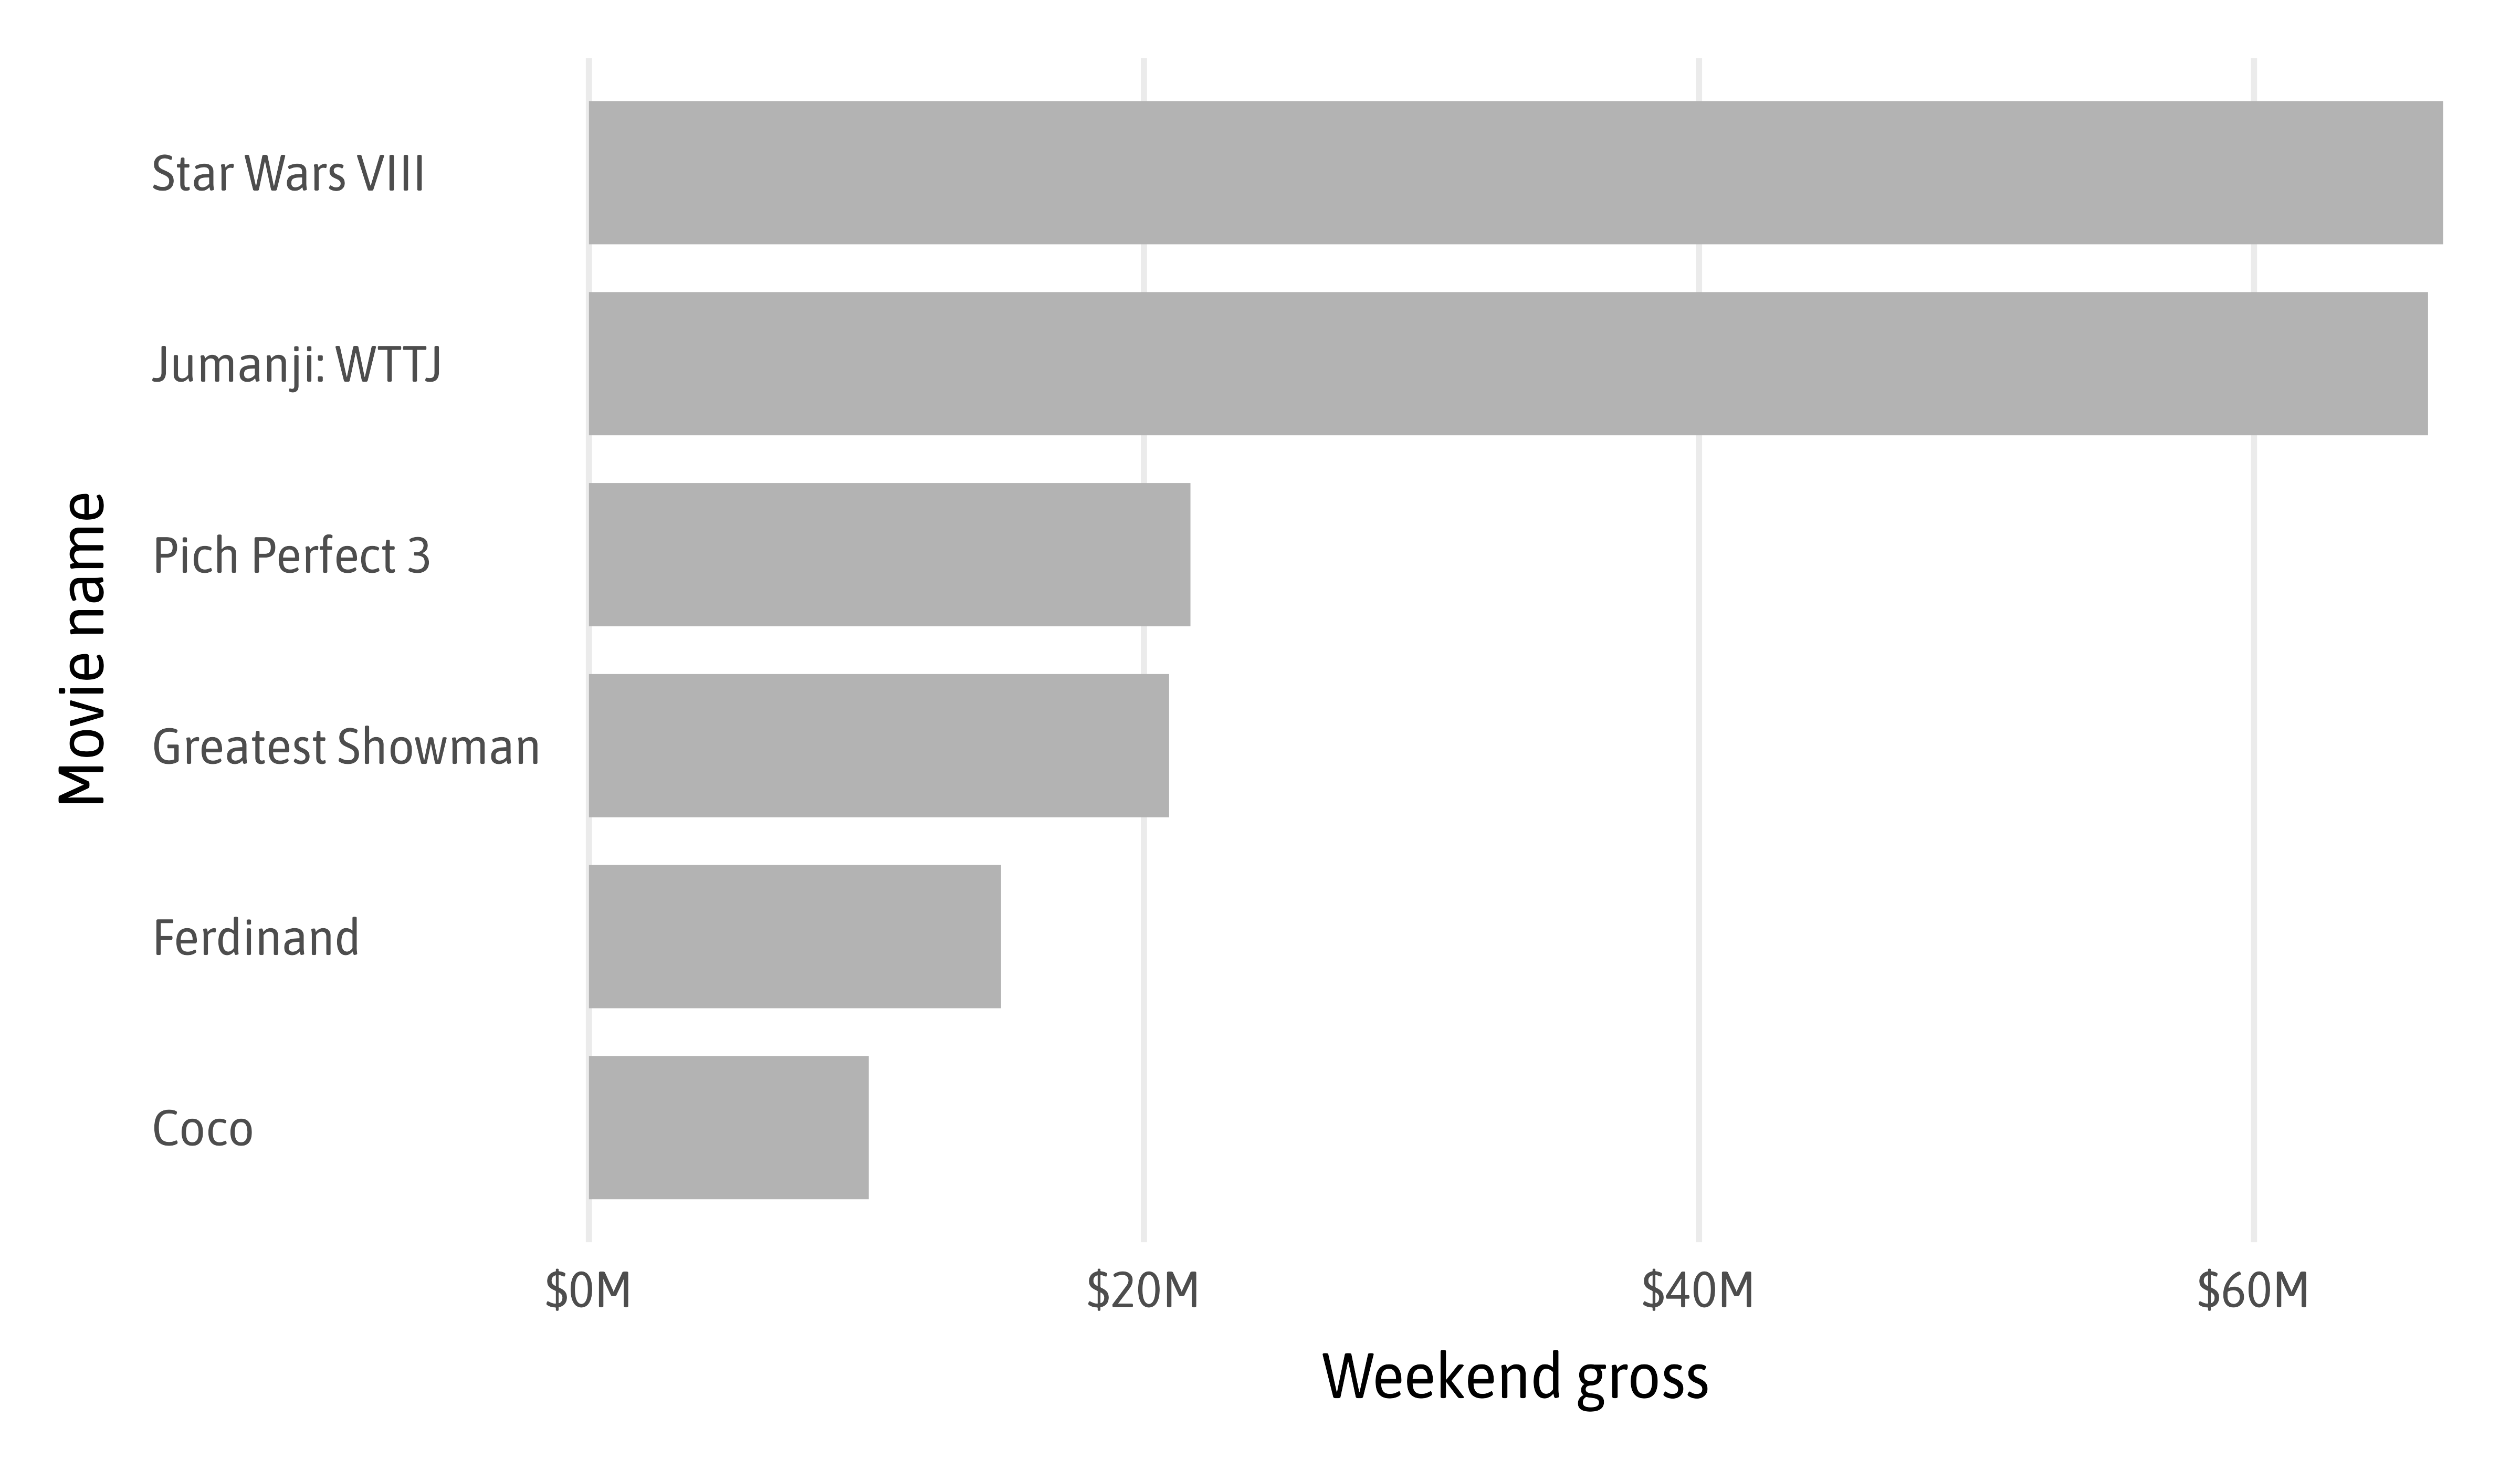 Movie name
Star Wars VIII
Jumanji: WTTJ
Pich Perfect 3
Greatest Showman
Ferdinand
Coco
$0M $20M $40M $60M
Weekend gross